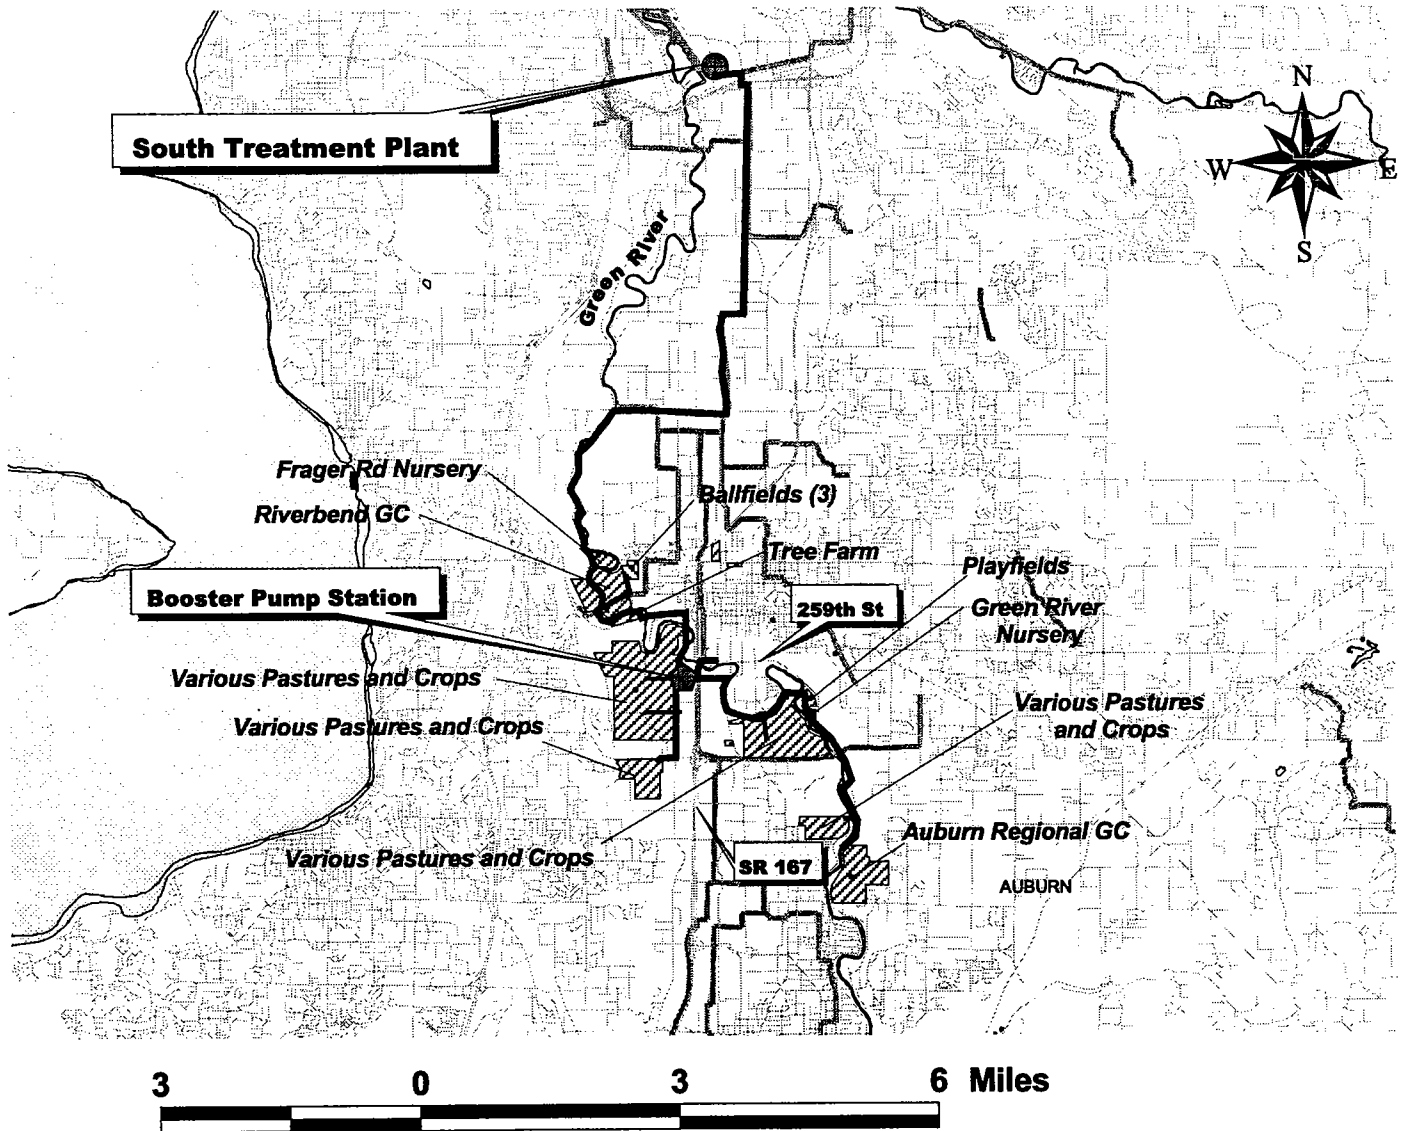 N
South Treatment Plant
W
E
S
Green River
Frager Rd Nursery
Ballfields (3)
Riverbend GC
Tree Farm
Playfields
Booster Pump Station
259th St
Green River
Nursery
Various Pastures and Crops
Various Pastures
and Crops
Various Pastures and Crops
Auburn Regional GC
Various Pastures and Crops
SR 167
AUBURN
3 0 3 6 Miles